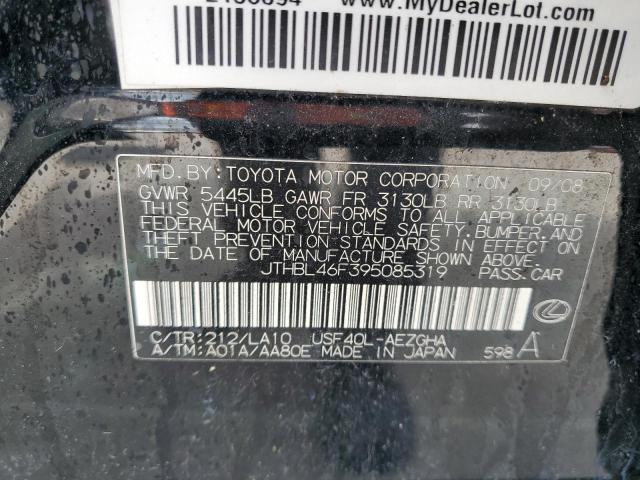 www.MyDealerLot.com
MFD. BY: TOYOTA MOTOR CORPORATION 09/08
GVWR 5445LB GAWR FR 3130LB RR 3130LB
THIS VEHICLE CONFORMS TO ALL APPLICABLE
FEDERAL MOTOR VEHICLE SAFETY, BUMPER, AND
THEFT PREVENTION STANDARDS IN EFFECT ON
THE DATE OF MANUFACTURE SHOWN ABOVE.
JTHBL46F395085319 PASS. CAR
C/TR: 212/LA10 USF40L-AEZGHA
A/TM: A01A/AA80E MADE IN JAPAN 598 A